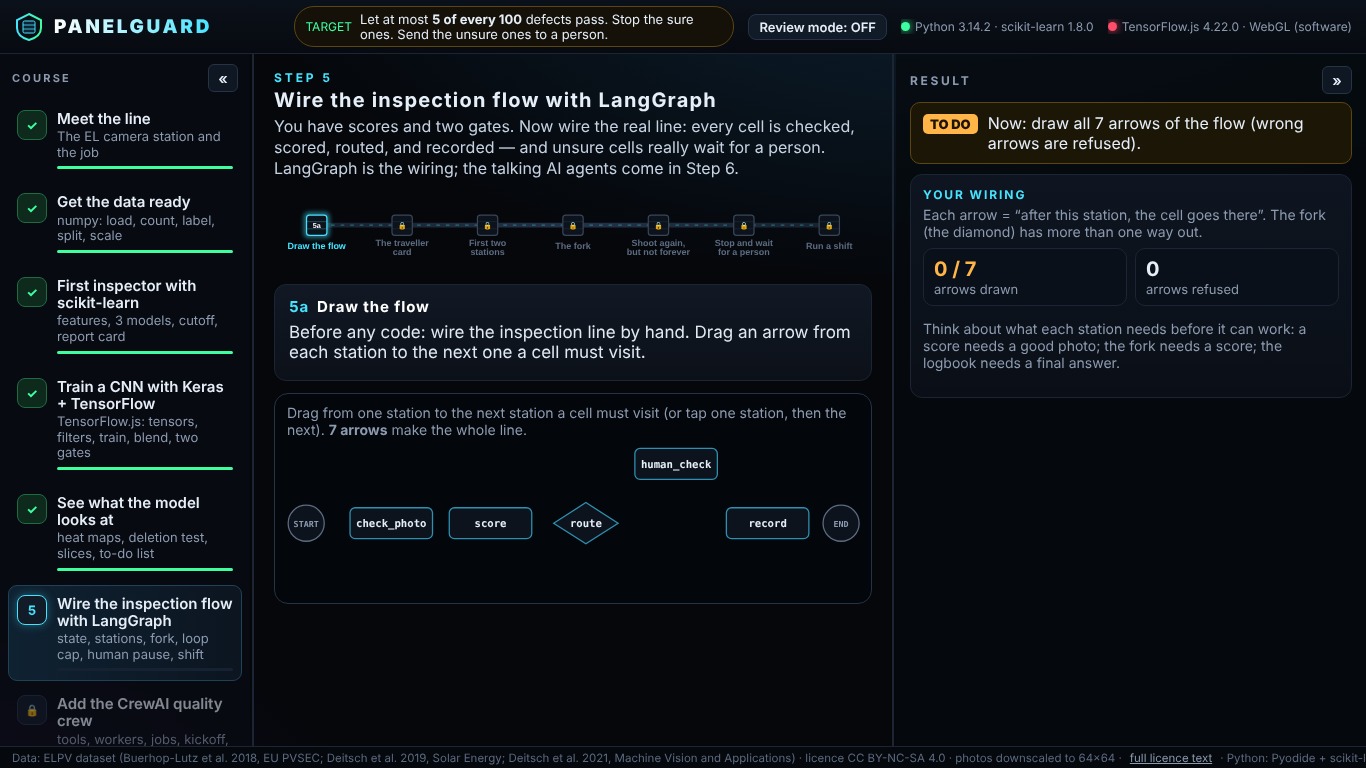 PANELGUARD
TARGET
Let at most 5 of every 100 defects pass. Stop the sure
ones. Send the unsure ones to a person.
Review mode: OFF
Python 3.14.2 · scikit-learn 1.8.0
TensorFlow.js 4.22.0 · WebGL (software)
COURSE
«
Meet the line
The EL camera station and
the job
Get the data ready
numpy: load, count, label,
split, scale
First inspector with
scikit-learn
features, 3 models, cutoff,
report card
Train a CNN with Keras
+ TensorFlow
TensorFlow.js: tensors,
filters, train, blend, two
gates
See what the model
looks at
heat maps, deletion test,
slices, to-do list
5
Wire the inspection flow
with LangGraph
state, stations, fork, loop
cap, human pause, shift
Add the CrewAI quality
crew
tools, workers, jobs, kickoff,
STEP 5
Wire the inspection flow with LangGraph
You have scores and two gates. Now wire the real line: every cell is checked,
scored, routed, and recorded — and unsure cells really wait for a person.
LangGraph is the wiring; the talking AI agents come in Step 6.
5a
Draw the flow
The traveller
card
First two
stations
The fork
Shoot again,
but not forever
Stop and wait
for a person
Run a shift
5a Draw the flow
Before any code: wire the inspection line by hand. Drag an arrow from
each station to the next one a cell must visit.
Drag from one station to the next station a cell must visit (or tap one station, then the
next). 7 arrows make the whole line.
human_check
START
check_photo
score
route
record
END
RESULT
»
TO DO
Now: draw all 7 arrows of the flow (wrong
arrows are refused).
YOUR WIRING
Each arrow = “after this station, the cell goes there”. The fork
(the diamond) has more than one way out.
0 / 7
arrows drawn
0
arrows refused
Think about what each station needs before it can work: a
score needs a good photo; the fork needs a score; the
logbook needs a final answer.
Data: ELPV dataset (Buerhop-Lutz et al. 2018, EU PVSEC; Deitsch et al. 2019, Solar Energy; Deitsch et al. 2021, Machine Vision and Applications) · licence CC BY-NC-SA 4.0 · photos downscaled to 64×64 · full licence text · Python: Pyodide + scikit-